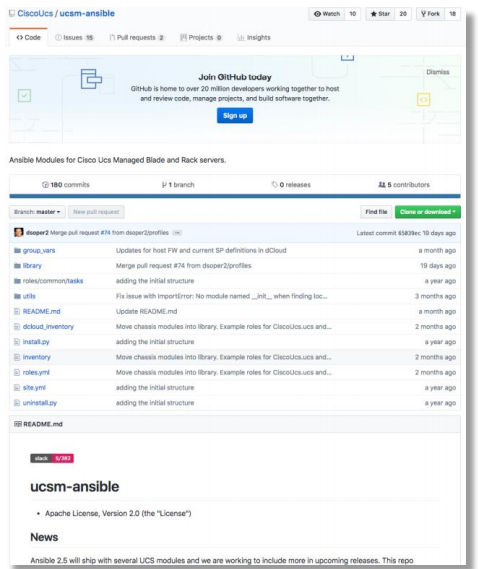 CiscoUcs / ucsm-ansible
Watch 10 Star 20 Fork 18
Code Issues 15 Pull requests 2 Projects 0 Insights
Join GitHub today
Dismiss
GitHub is home to over 20 million developers working together to host
and review code, manage projects, and build software together.
Sign up
Ansible Modules for Cisco Ucs Managed Blade and Rack servers.
180 commits 1 branch 0 releases 5 contributors
Branch: master New pull request Find file Clone or download
dsoper2 Merge pull request #74 from dsoper2/profiles ... Latest commit 65839ec 19 days ago
group_vars Updates for host FW and current SP definitions in dCloud a month ago
library Merge pull request #74 from dsoper2/profiles 19 days ago
roles/common/tasks adding the initial structure a year ago
utils Fix issue with ImportError: No module named __init__ when finding loc... 3 months ago
README.md Update README.md a month ago
dcloud_inventory Move chassis modules into library. Example roles for CiscoUcs.ucs and... 2 months ago
install.py adding the initial structure a year ago
inventory Move chassis modules into library. Example roles for CiscoUcs.ucs and... 2 months ago
roles.yml Move chassis modules into library. Example roles for CiscoUcs.ucs and... 2 months ago
site.yml adding the initial structure a year ago
uninstall.py adding the initial structure a year ago
README.md
slack 5/383
ucsm-ansible
• Apache License, Version 2.0 (the "License")
News
Ansible 2.5 will ship with several UCS modules and we are working to include more in upcoming releases. This repo